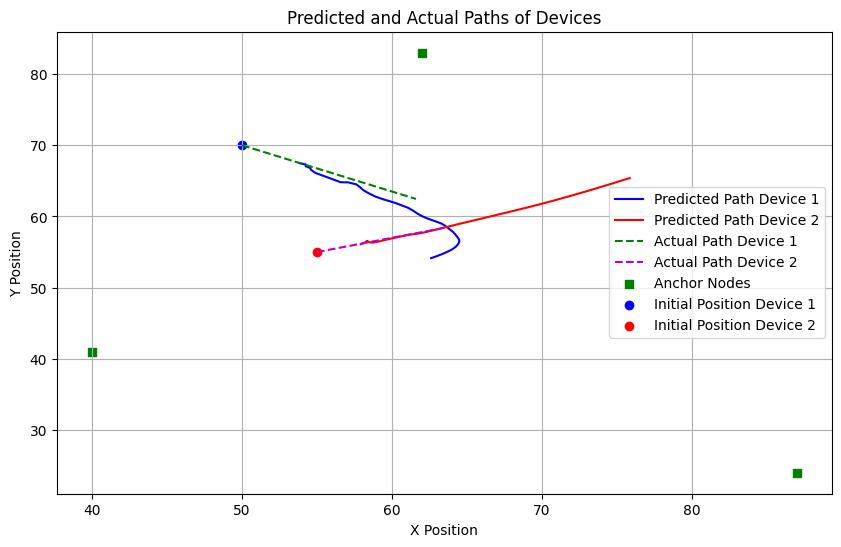 Predicted and Actual Paths of Devices
80
70
60
50
40
30
Y Position
40
50
60
70
80
X Position
Predicted Path Device 1
Predicted Path Device 2
Actual Path Device 1
Actual Path Device 2
Anchor Nodes
Initial Position Device 1
Initial Position Device 2